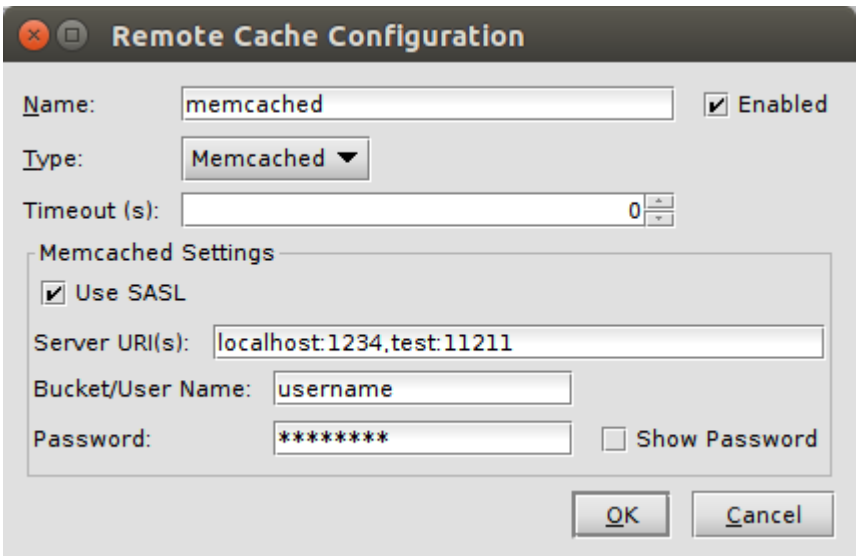 Remote Cache Configuration
Name: memcached Enabled
Type: Memcached
Timeout (s): 0
Memcached Settings
Use SASL
Server URI(s): localhost:1234,test:11211
Bucket/User Name: username
Password: ******** Show Password
OK Cancel